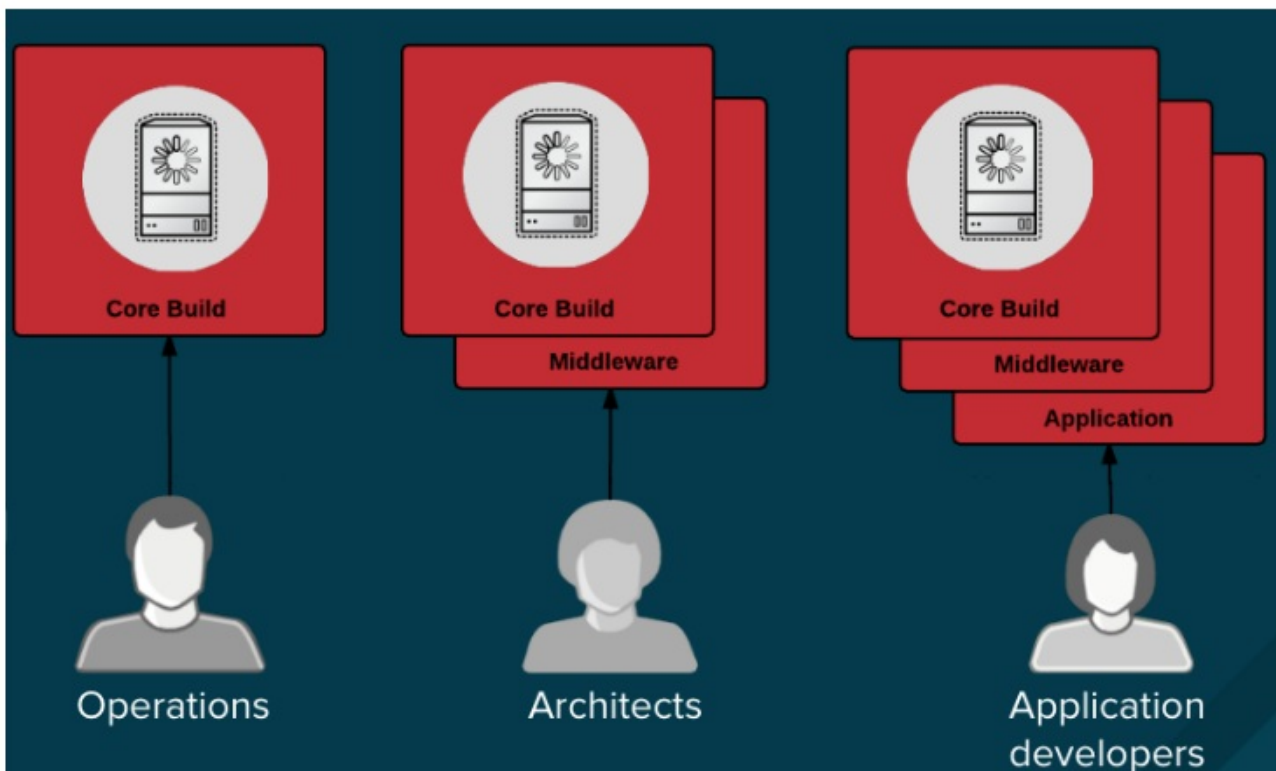 Core Build
Core Build
Middleware
Core Build
Middleware
Application
Operations
Architects
Application
developers